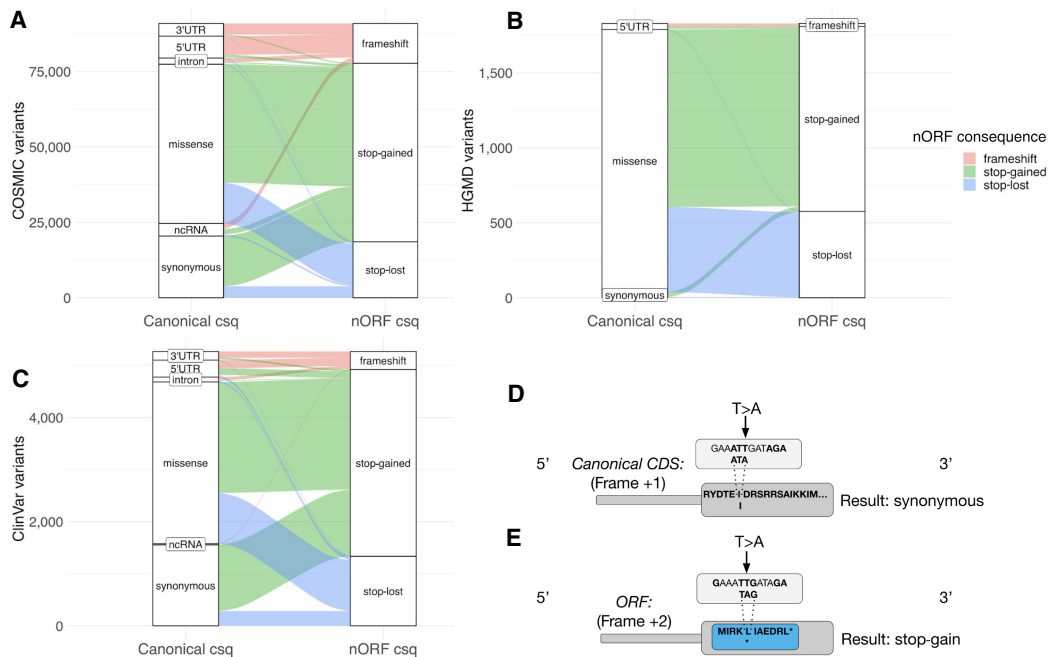 A
COSMIC variants
75,000
50,000
25,000
0
3'UTR
5'UTR
intron
missense
ncRNA
synonymous
frameshift
stop-gained
stop-lost
Canonical csq
nORF csq
B
HGMD variants
1,500
1,000
500
0
5'UTR
missense
synonymous
frameshift
stop-gained
stop-lost
Canonical csq
nORF csq
nORF consequence
frameshift
stop-gained
stop-lost
C
ClinVar variants
4,000
2,000
0
3'UTR
5'UTR
intron
missense
ncRNA
synonymous
frameshift
stop-gained
stop-lost
Canonical csq
nORF csq
D
T>A
GAAATTGATAGA
ATA
5’
3’
Canonical CDS:
(Frame +1)
RYDTE I DRSRRSAIKKIM...
I
Result: synonymous
E
T>A
GAAATTGATAGA
TAG
5’
3’
ORF:
(Frame +2)
MIRK L IAEDRL*
*
Result: stop-gain